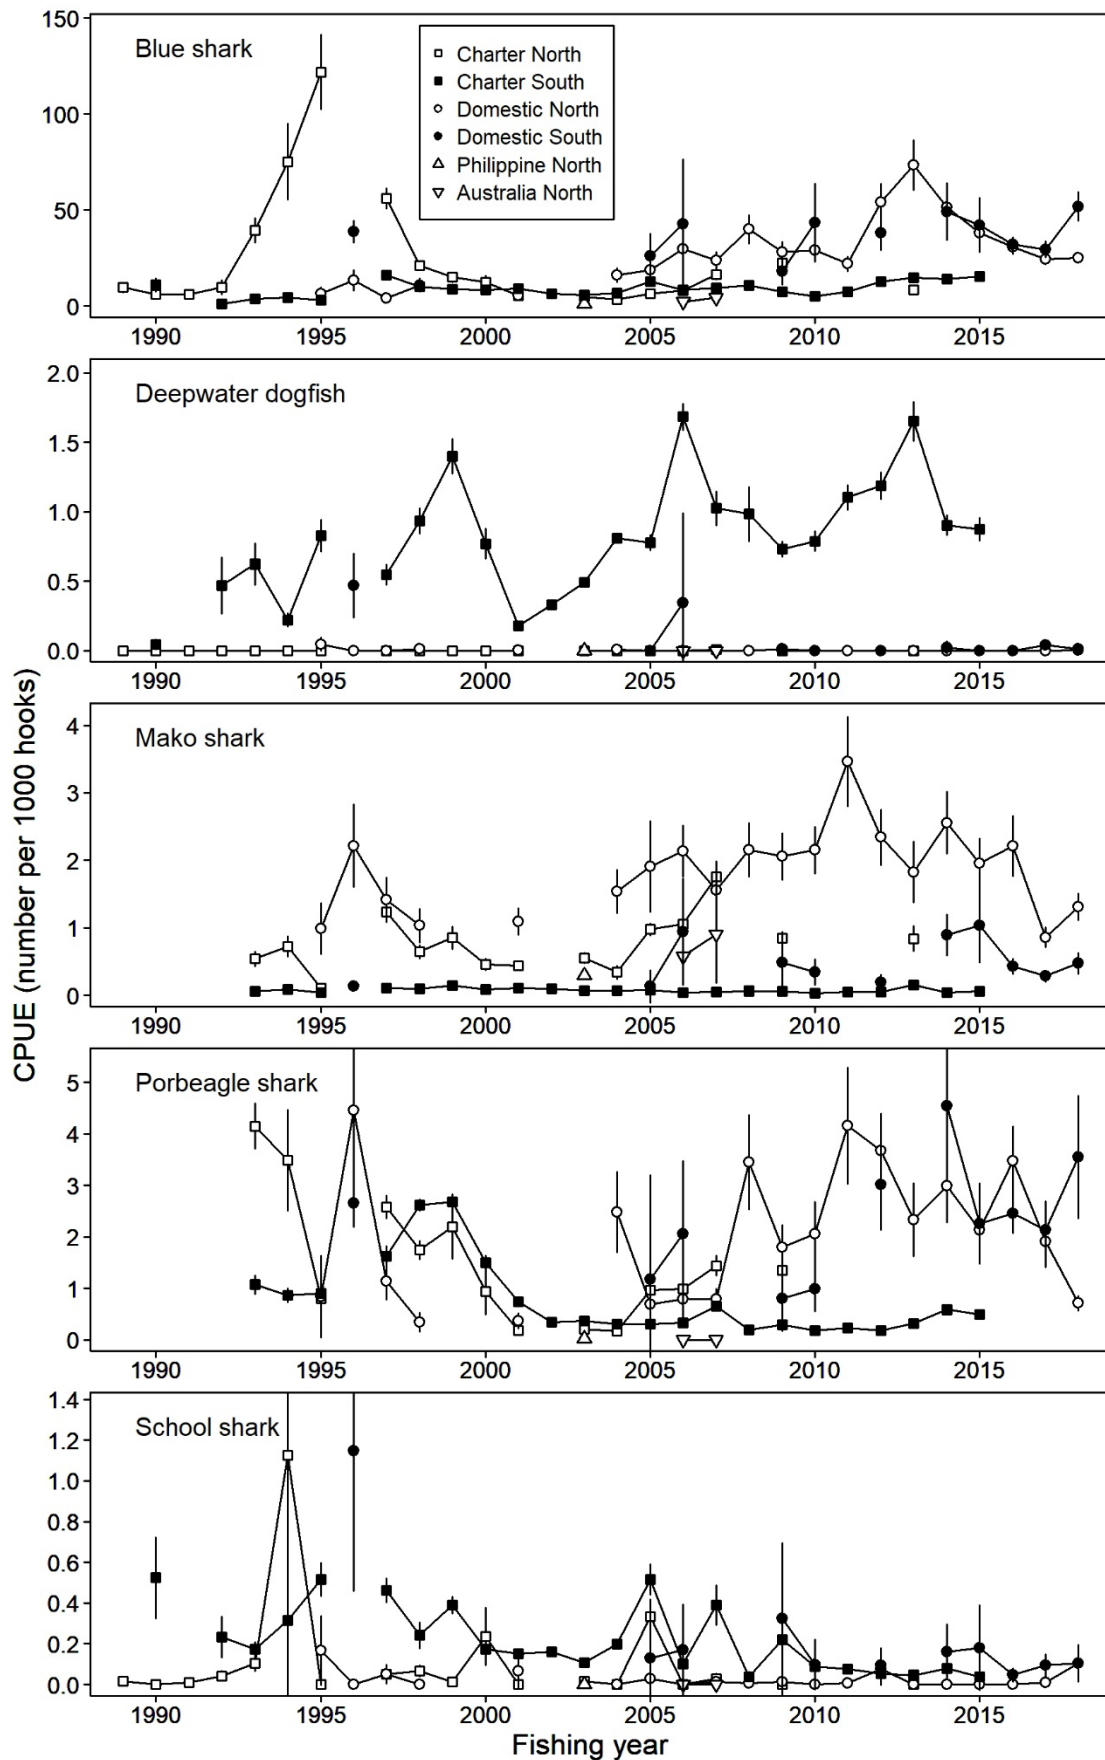 Blue shark
Charter North
Charter South
Domestic North
Domestic South
Philippine North
Australia North
150
100
50
0
1990 1995 2000 2005 2010 2015
Deepwater dogfish
2.0
1.5
1.0
0.5
0.0
1990 1995 2000 2005 2010 2015
Mako shark
4
3
2
1
0
1990 1995 2000 2005 2010 2015
Porbeagle shark
5
4
3
2
1
0
1990 1995 2000 2005 2010 2015
School shark
1.4
1.2
1.0
0.8
0.6
0.4
0.2
0.0
1990 1995 2000 2005 2010 2015
CPUE (number per 1000 hooks)
Fishing year